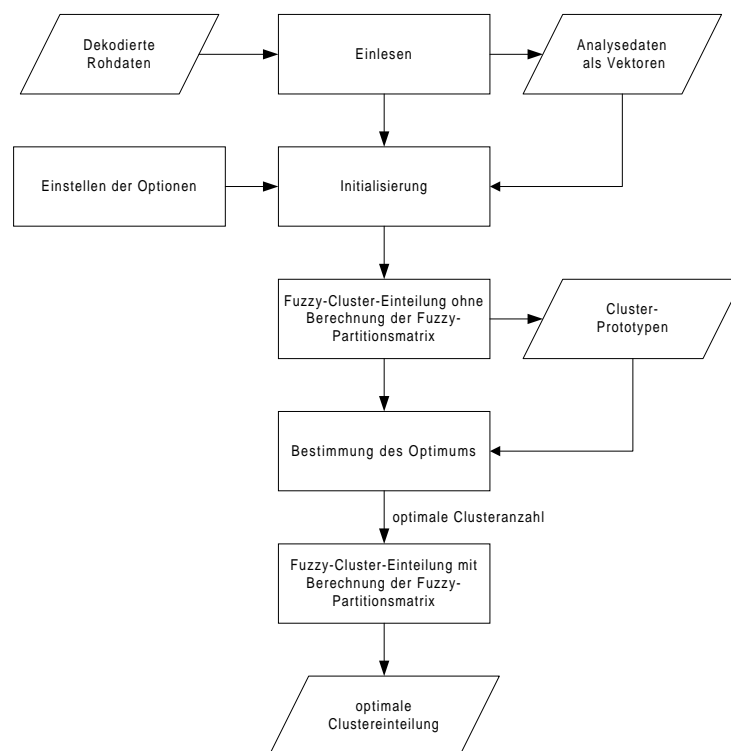 Dekodierte
Rohdaten
Einlesen
Analysedaten
als Vektoren
Einstellen der Optionen
Initialisierung
Fuzzy-Cluster-Einteilung ohne
Berechnung der Fuzzy-
Partitionsmatrix
Cluster-
Prototypen
Bestimmung des Optimums
optimale Clusteranzahl
Fuzzy-Cluster-Einteilung mit
Berechnung der Fuzzy-
Partitionsmatrix
optimale
Clustereinteilung